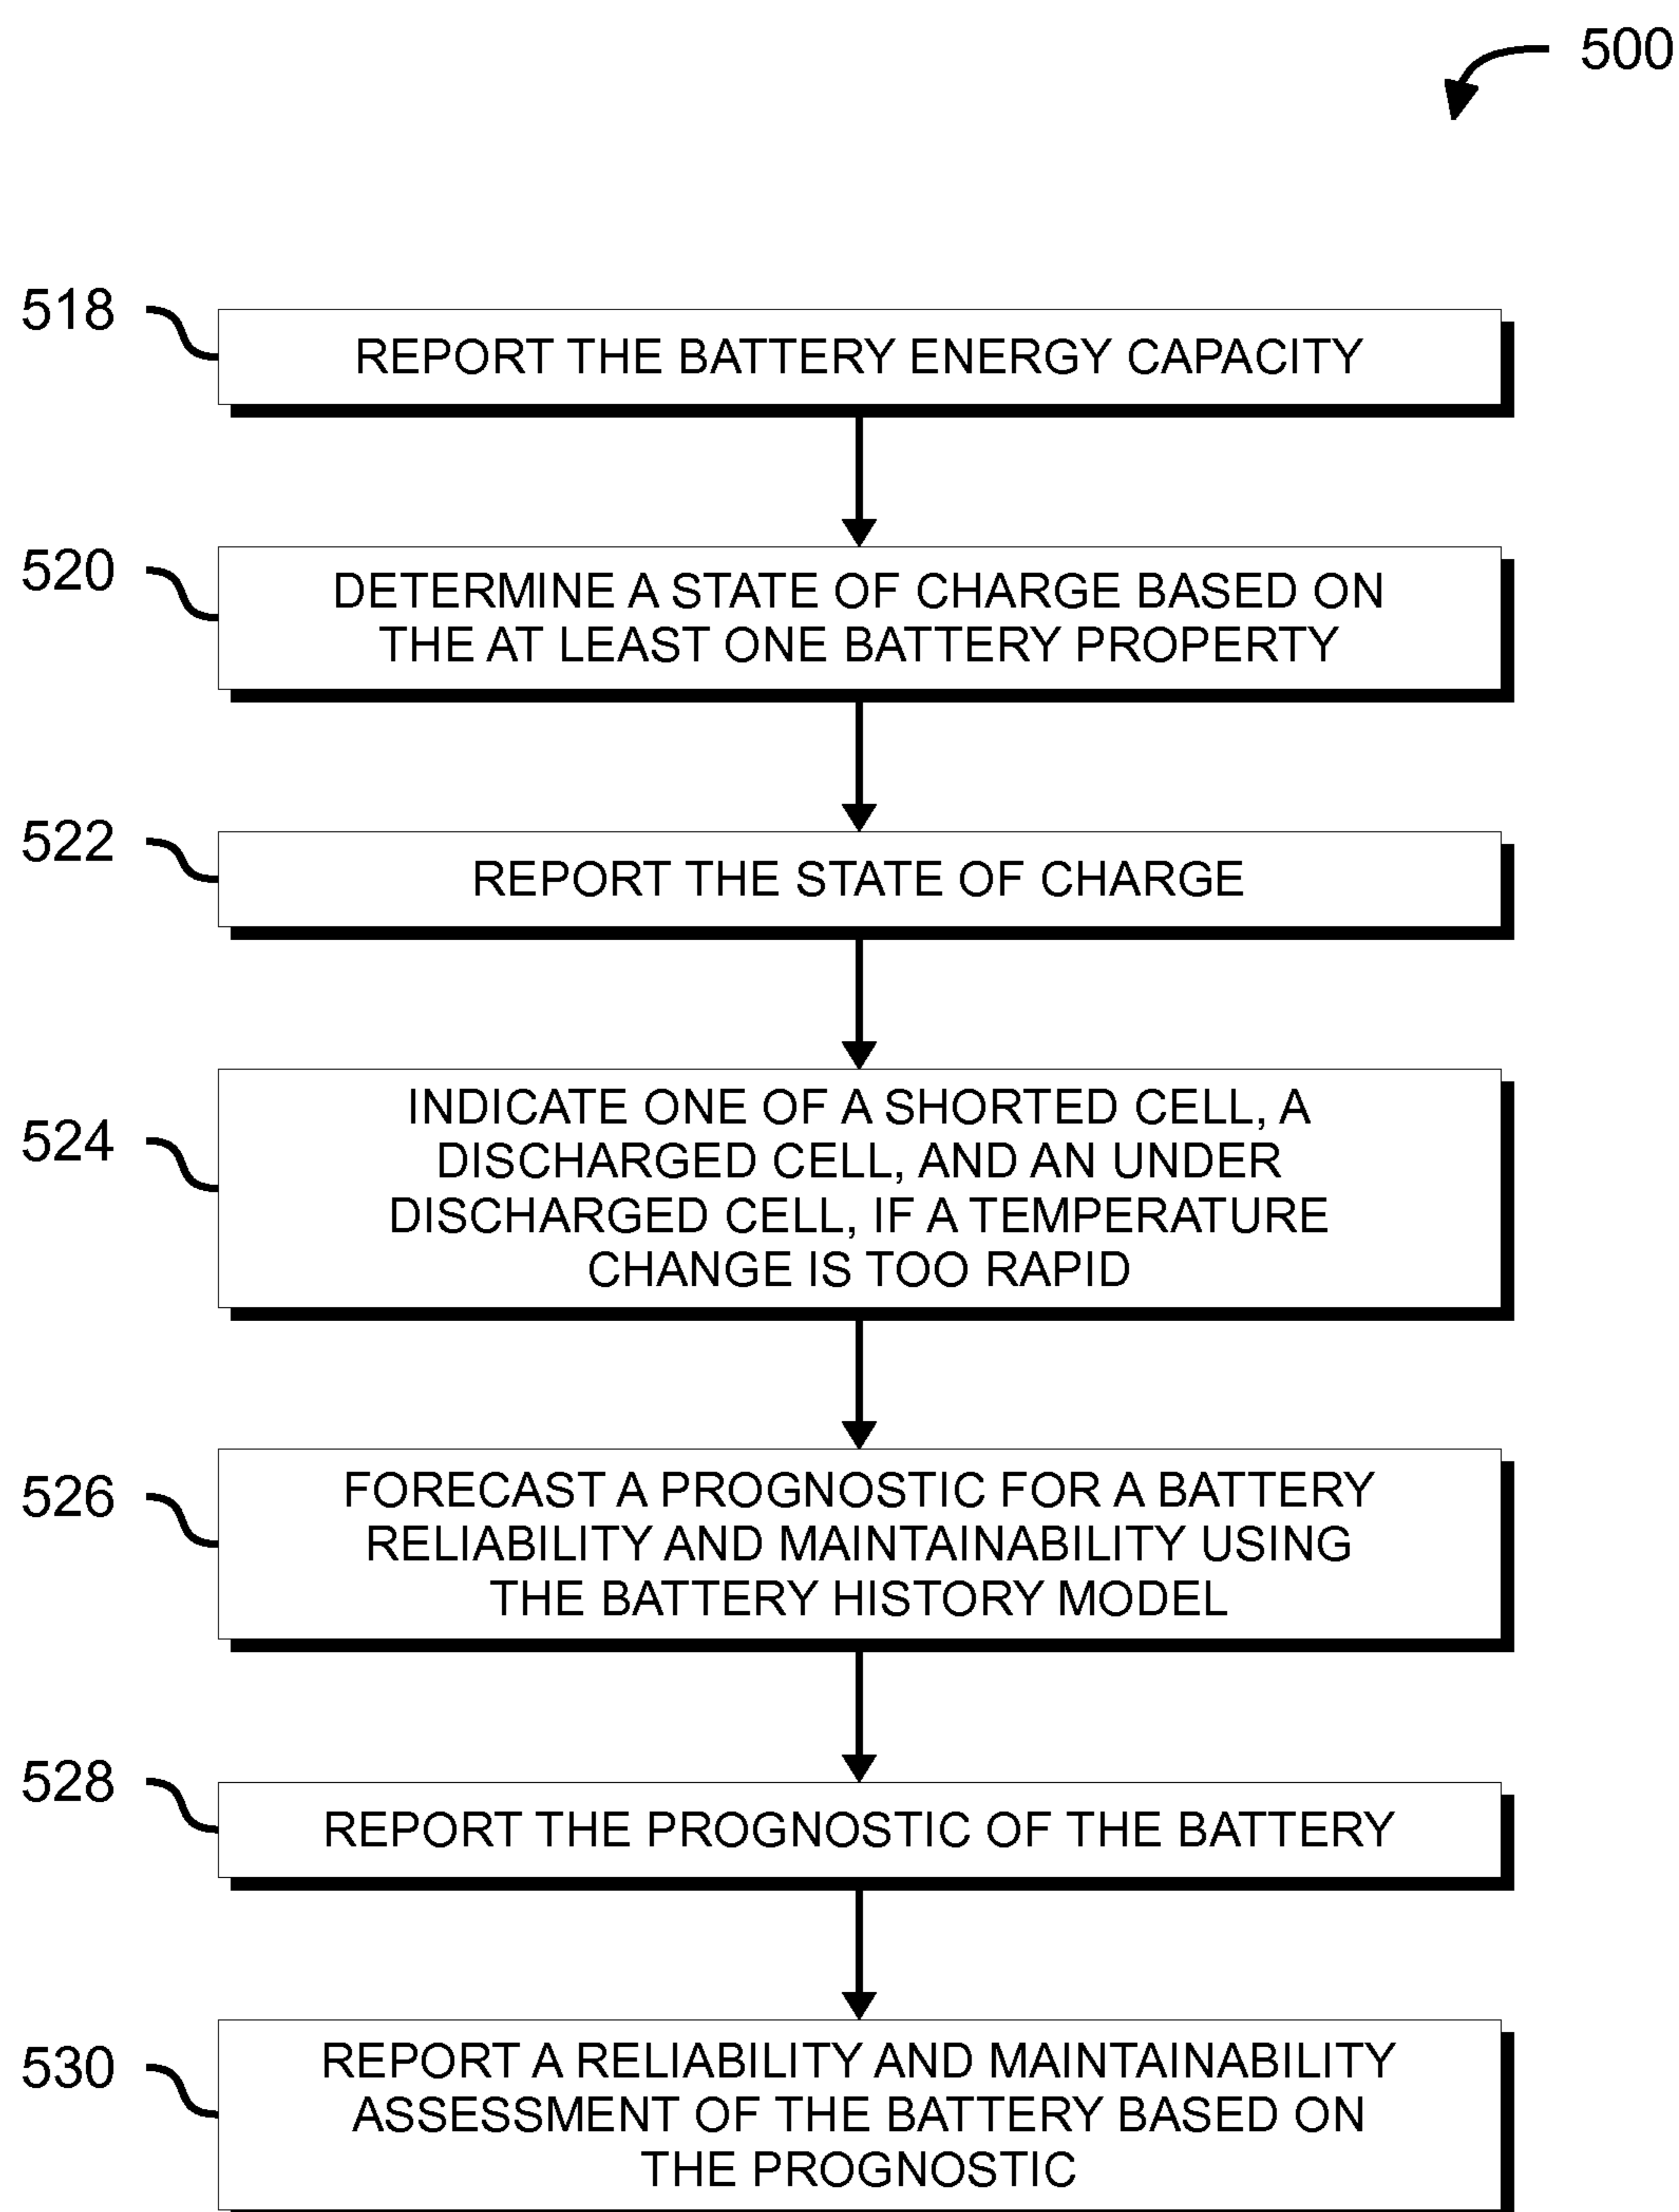 500
518
REPORT THE BATTERY ENERGY CAPACITY
520
DETERMINE A STATE OF CHARGE BASED ON
THE AT LEAST ONE BATTERY PROPERTY
522
REPORT THE STATE OF CHARGE
524
INDICATE ONE OF A SHORTED CELL, A
DISCHARGED CELL, AND AN UNDER
DISCHARGED CELL, IF A TEMPERATURE
CHANGE IS TOO RAPID
526
FORECAST A PROGNOSTIC FOR A BATTERY
RELIABILITY AND MAINTAINABILITY USING
THE BATTERY HISTORY MODEL
528
REPORT THE PROGNOSTIC OF THE BATTERY
530
REPORT A RELIABILITY AND MAINTAINABILITY
ASSESSMENT OF THE BATTERY BASED ON
THE PROGNOSTIC